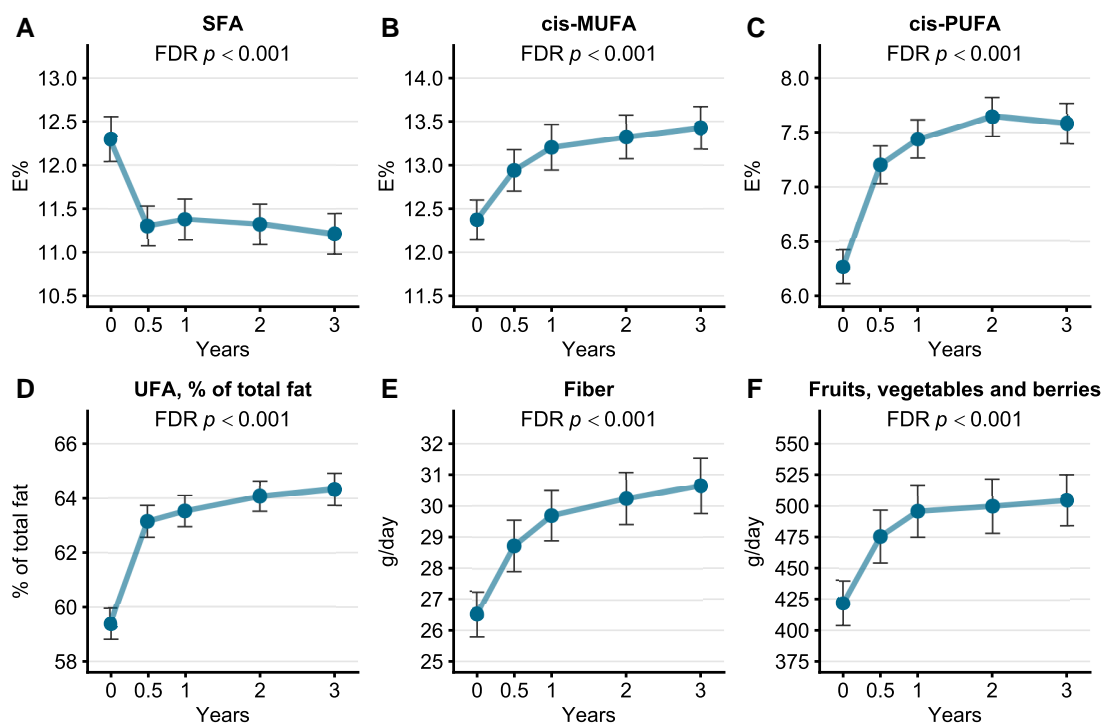 A
SFA
FDR p < 0.001
E%
13.0
12.5
12.0
11.5
11.0
10.5
0 0.5 1 2 3
Years
B
cis-MUFA
FDR p < 0.001
E%
14.0
13.5
13.0
12.5
12.0
11.5
0 0.5 1 2 3
Years
C
cis-PUFA
FDR p < 0.001
E%
8.0
7.5
7.0
6.5
6.0
0 0.5 1 2 3
Years
D
UFA, % of total fat
FDR p < 0.001
% of total fat
66
64
62
60
58
0 0.5 1 2 3
Years
E
Fiber
FDR p < 0.001
g/day
32
31
30
29
28
27
26
25
0 0.5 1 2 3
Years
F
Fruits, vegetables and berries
FDR p < 0.001
g/day
550
525
500
475
450
425
400
375
0 0.5 1 2 3
Years